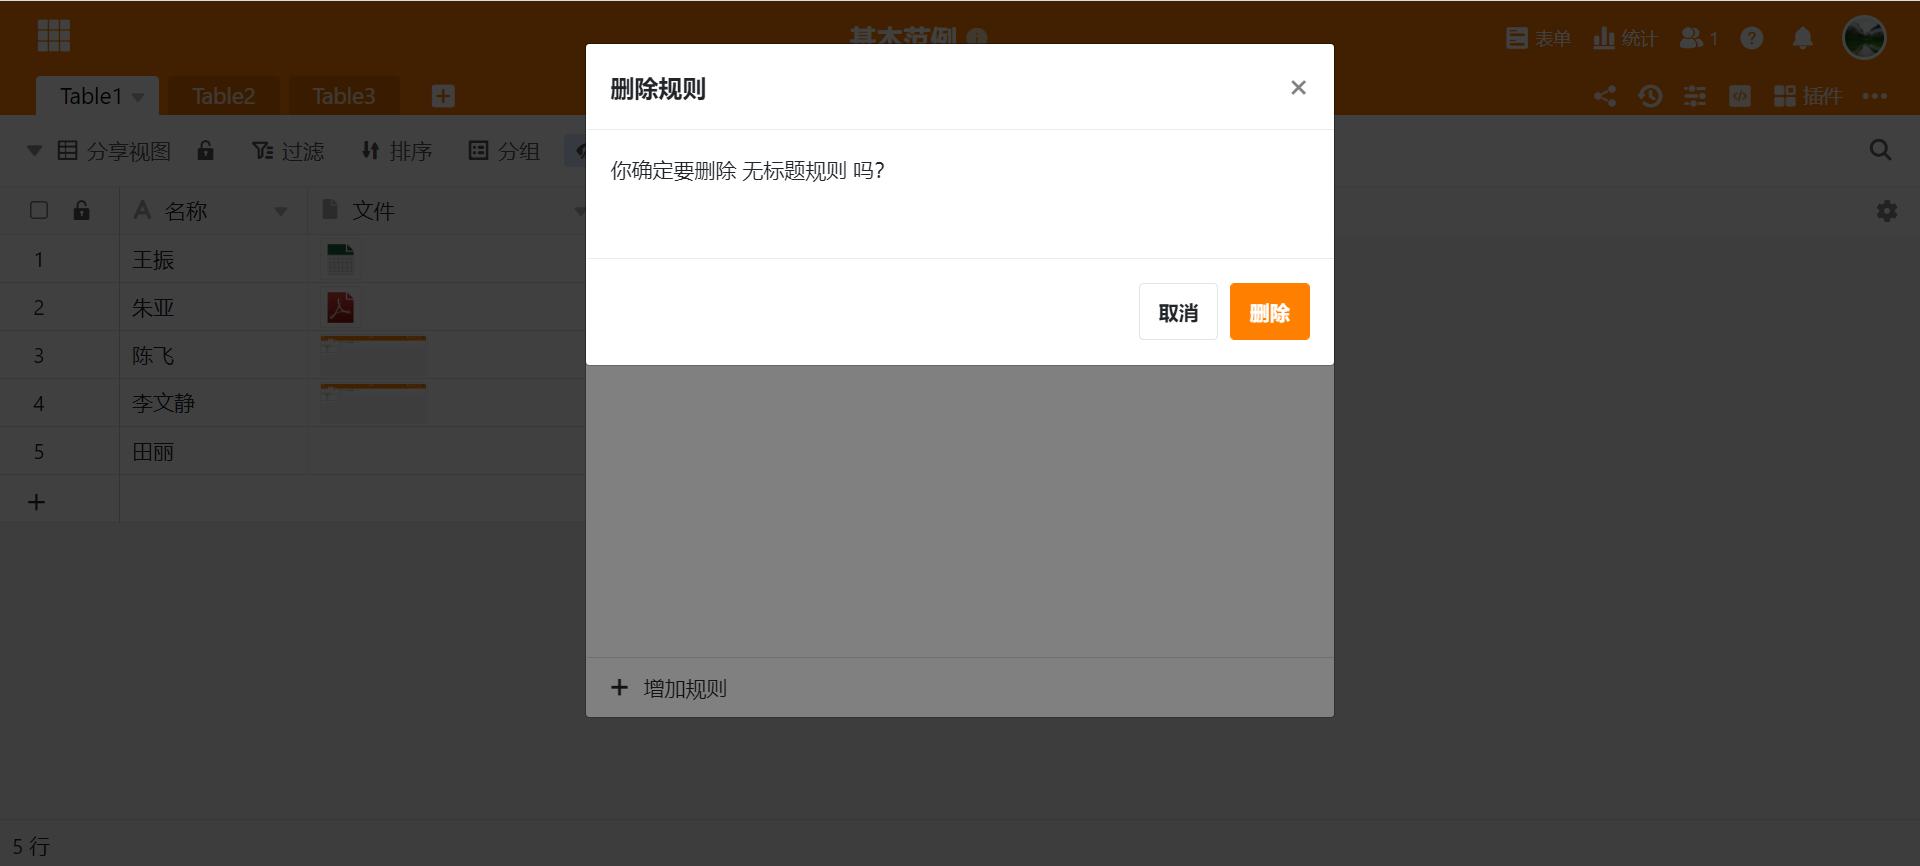 基本范例
表单 统计 1
Table1 Table2 Table3
插件
分享视图 过滤 排序 分组
名称 文件
1 王振
2 朱亚
3 陈飞
4 李文静
5 田丽
5 行
删除规则
你确定要删除 无标题规则 吗?
取消 删除
增加规则